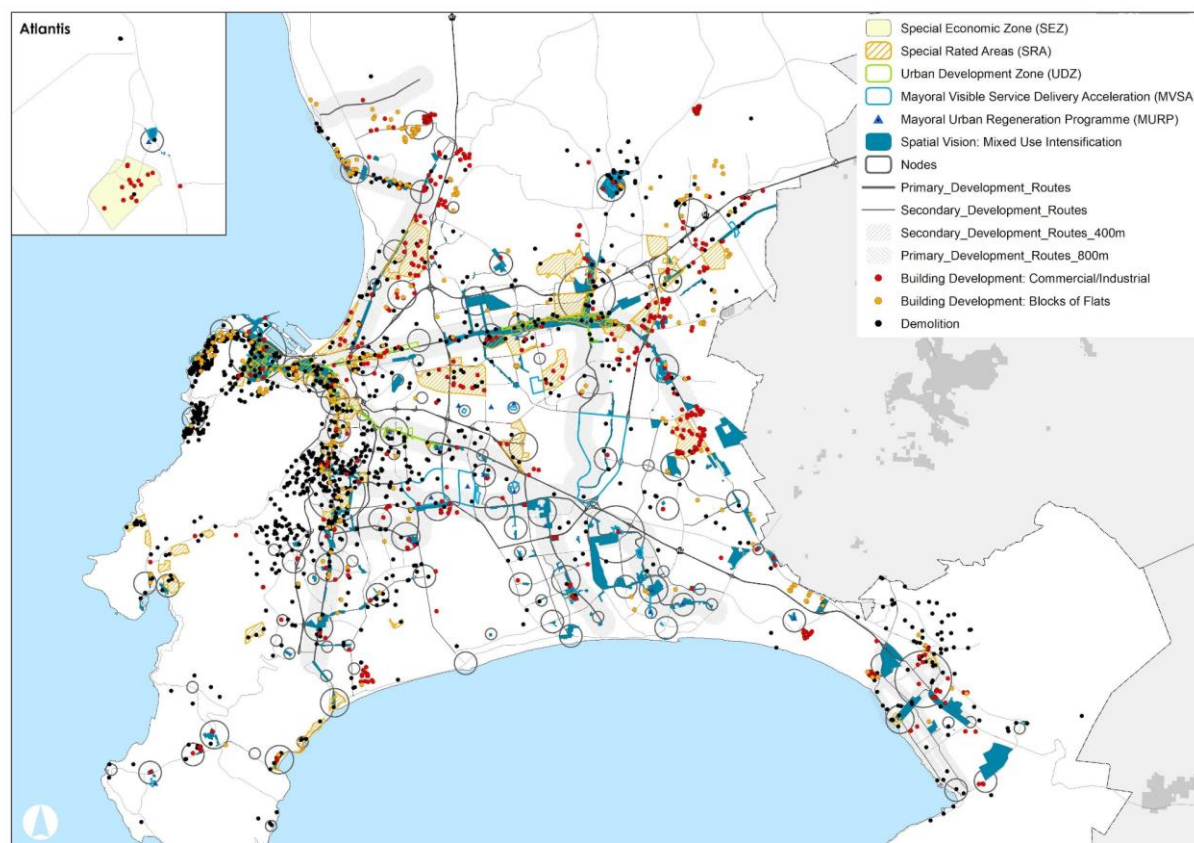 Atlantis
Special Economic Zone (SEZ)
Special Rated Areas (SRA)
Urban Development Zone (UDZ)
Mayoral Visible Service Delivery Acceleration (MVSA)
Mayoral Urban Regeneration Programme (MURP)
Spatial Vision: Mixed Use Intensification
Nodes
Primary_Development_Routes
Secondary_Development_Routes
Secondary_Development_Routes_400m
Primary_Development_Routes_800m
Building Development: Commercial/Industrial
Building Development: Blocks of Flats
Demolition